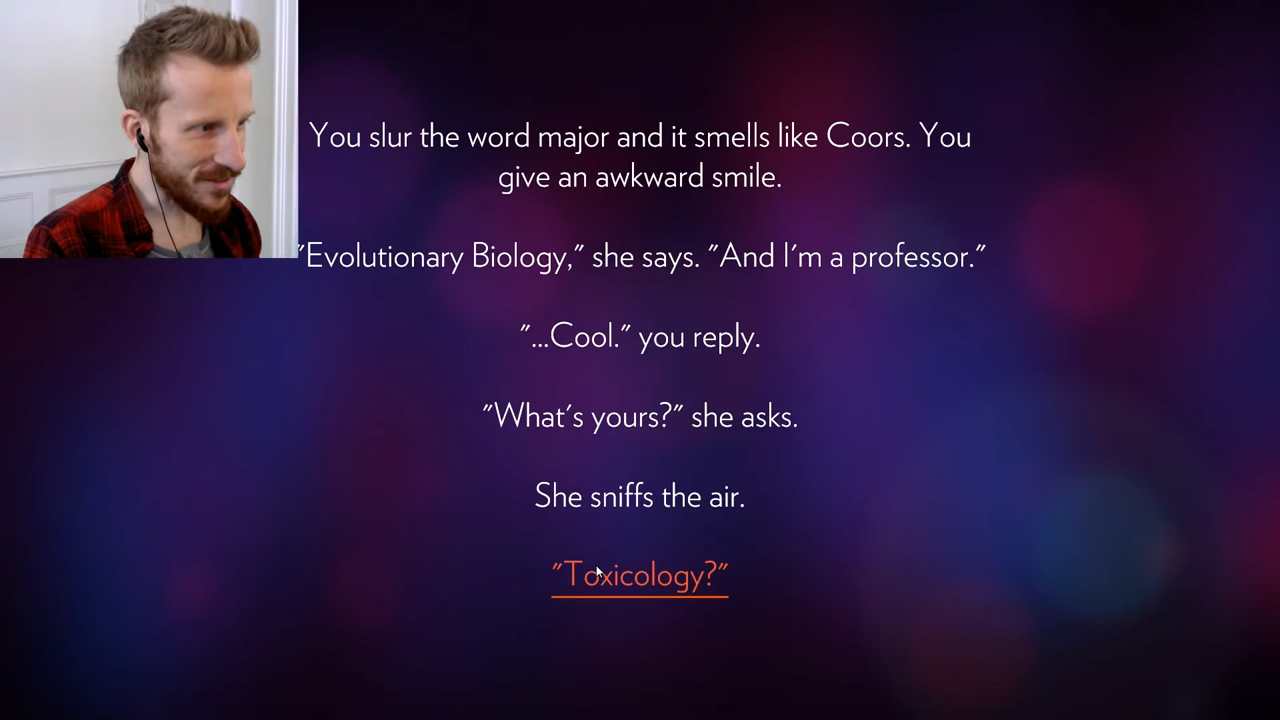 You slur the word major and it smells like Coors. You
give an awkward smile.
"Evolutionary Biology," she says. "And I'm a professor."
"...Cool." you reply.
"What's yours?" she asks.
She sniffs the air.
"Toxicology?"